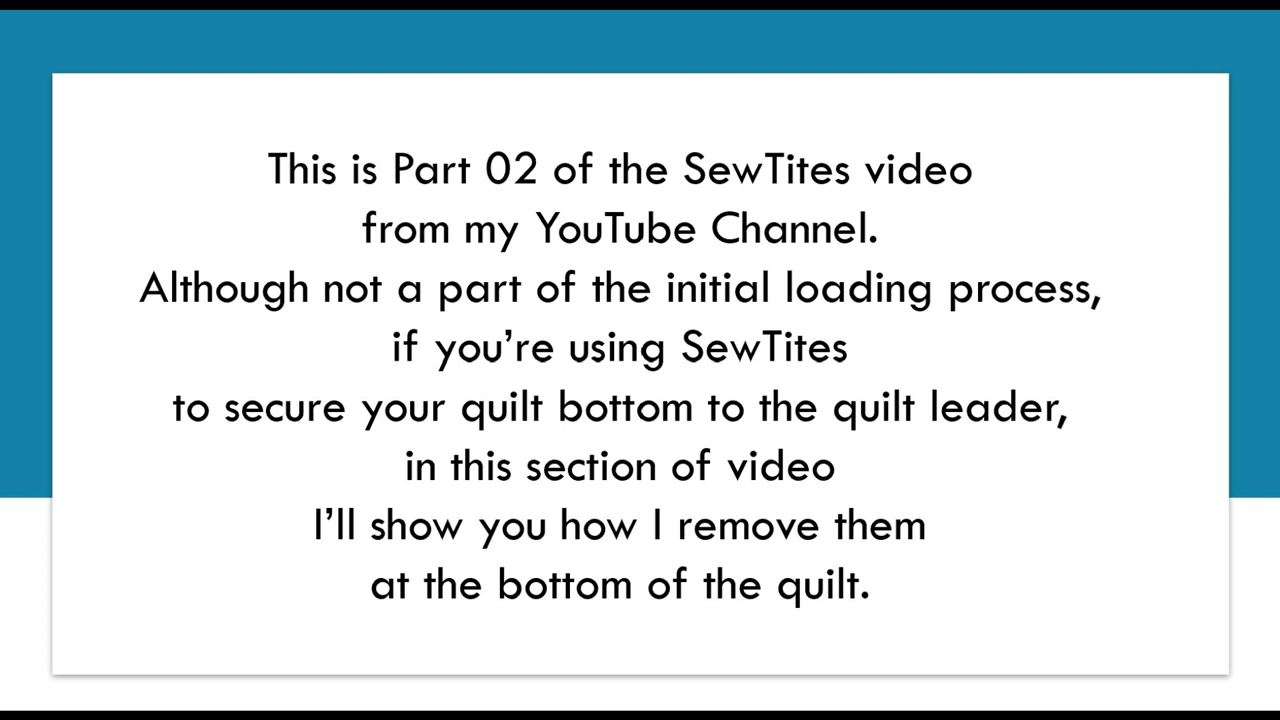 This is Part 02 of the SewTites video
from my YouTube Channel.
Although not a part of the initial loading process,
if you’re using SewTites
to secure your quilt bottom to the quilt leader,
in this section of video
I’ll show you how I remove them
at the bottom of the quilt.